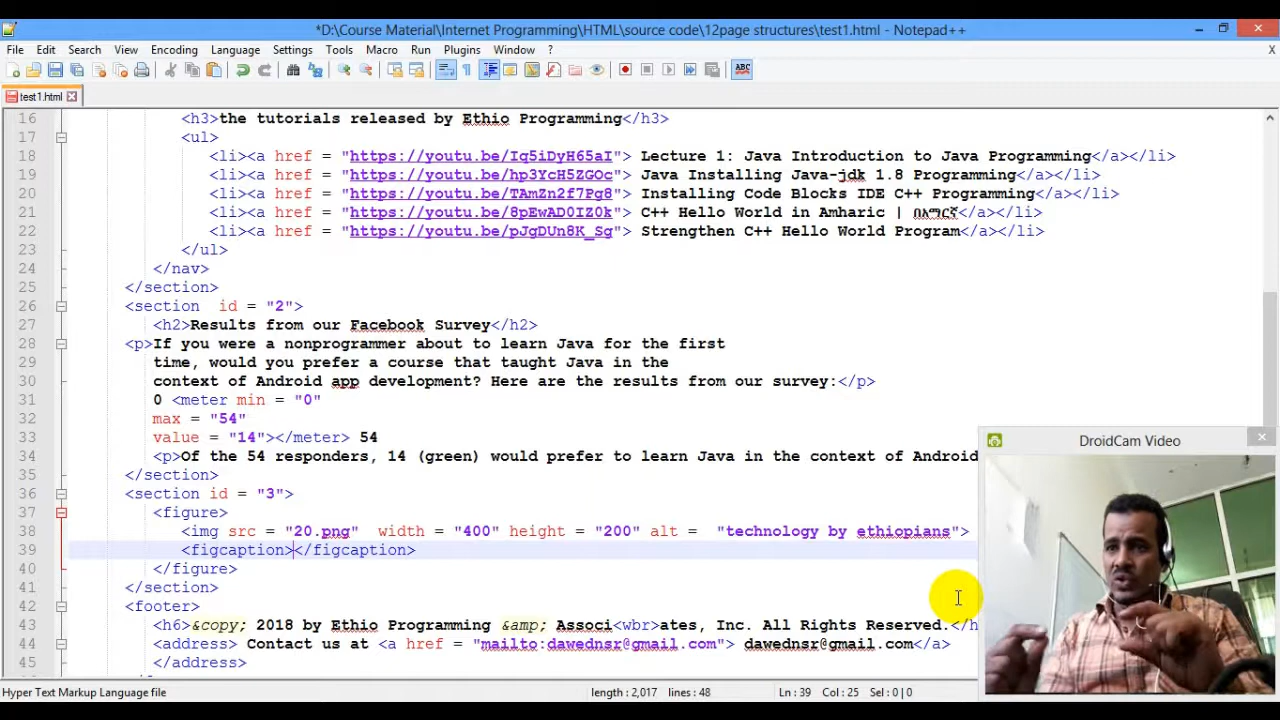 *D:\Course Material\Internet Programming\HTML\source code\12page structures\test1.html - Notepad++
File Edit Search View Encoding Language Settings Tools Macro Run Plugins Window ?
X
test1.html
16 <h3>the tutorials released by Ethio Programming</h3>
17 <ul>
18 <li><a href = "https://youtu.be/Iq5iDyH65aI"> Lecture 1: Java Introduction to Java Programming</a></li>
19 <li><a href = "https://youtu.be/hp3YcH5ZGOc"> Java Installing Java-jdk 1.8 Programming</a></li>
20 <li><a href = "https://youtu.be/TAmZn2f7Pg8"> Installing Code Blocks IDE C++ Programming</a></li>
21 <li><a href = "https://youtu.be/8pEwAD0IZ0k"> C++ Hello World in Amharic | በአማርኛ</a></li>
22 <li><a href = "https://youtu.be/pJgDUn8K_Sg"> Strengthen C++ Hello World Program</a></li>
23 </ul>
24 </nav>
25 </section>
26 <section id = "2">
27 <h2>Results from our Facebook Survey</h2>
28 <p>If you were a nonprogrammer about to learn Java for the first
29 time, would you prefer a course that taught Java in the
30 context of Android app development? Here are the results from our survey:</p>
31 0 <meter min = "0"
32 max = "54"
33 value = "14"></meter> 54
34 <p>Of the 54 responders, 14 (green) would prefer to learn Java in the context of Android
35 </section>
36 <section id = "3">
37 <figure>
38 <img src = "20.png" width = "400" height = "200" alt = "technology by ethiopians">
39 <figcaption></figcaption>
40 </figure>
41 </section>
42 <footer>
43 <h6>&copy; 2018 by Ethio Programming &amp; Associ<wbr>ates, Inc. All Rights Reserved.</h
44 <address> Contact us at <a href = "mailto:dawednsr@gmail.com"> dawednsr@gmail.com</a>
45 </address>
DroidCam Video
Hyper Text Markup Language file length : 2,017 lines : 48 Ln : 39 Col : 25 Sel : 0 | 0